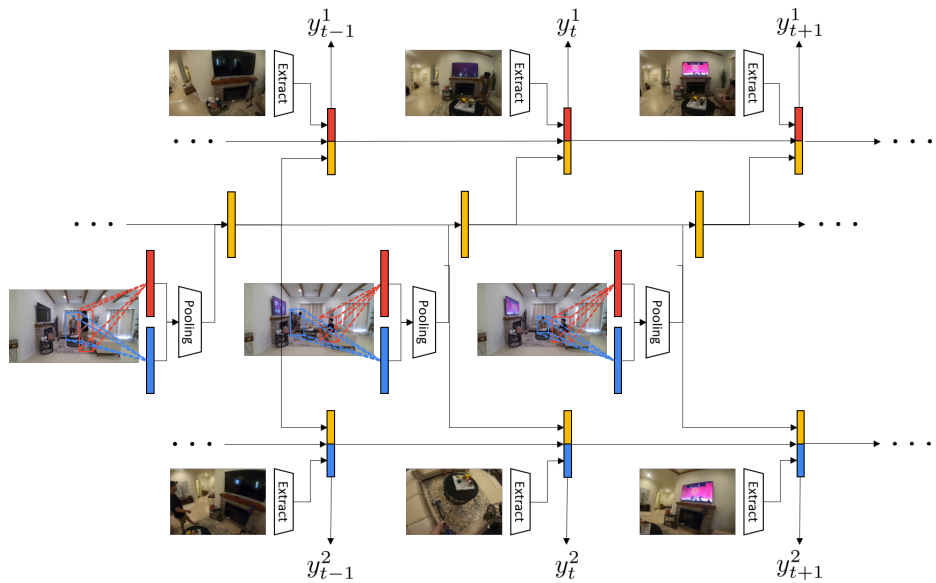 y^1_{t-1}
y^1_t
y^1_{t+1}
Extract
Extract
Extract
. . .
. . .
. . .
. . .
Pooling
Pooling
Pooling
. . .
. . .
Extract
Extract
Extract
y^2_{t-1}
y^2_t
y^2_{t+1}